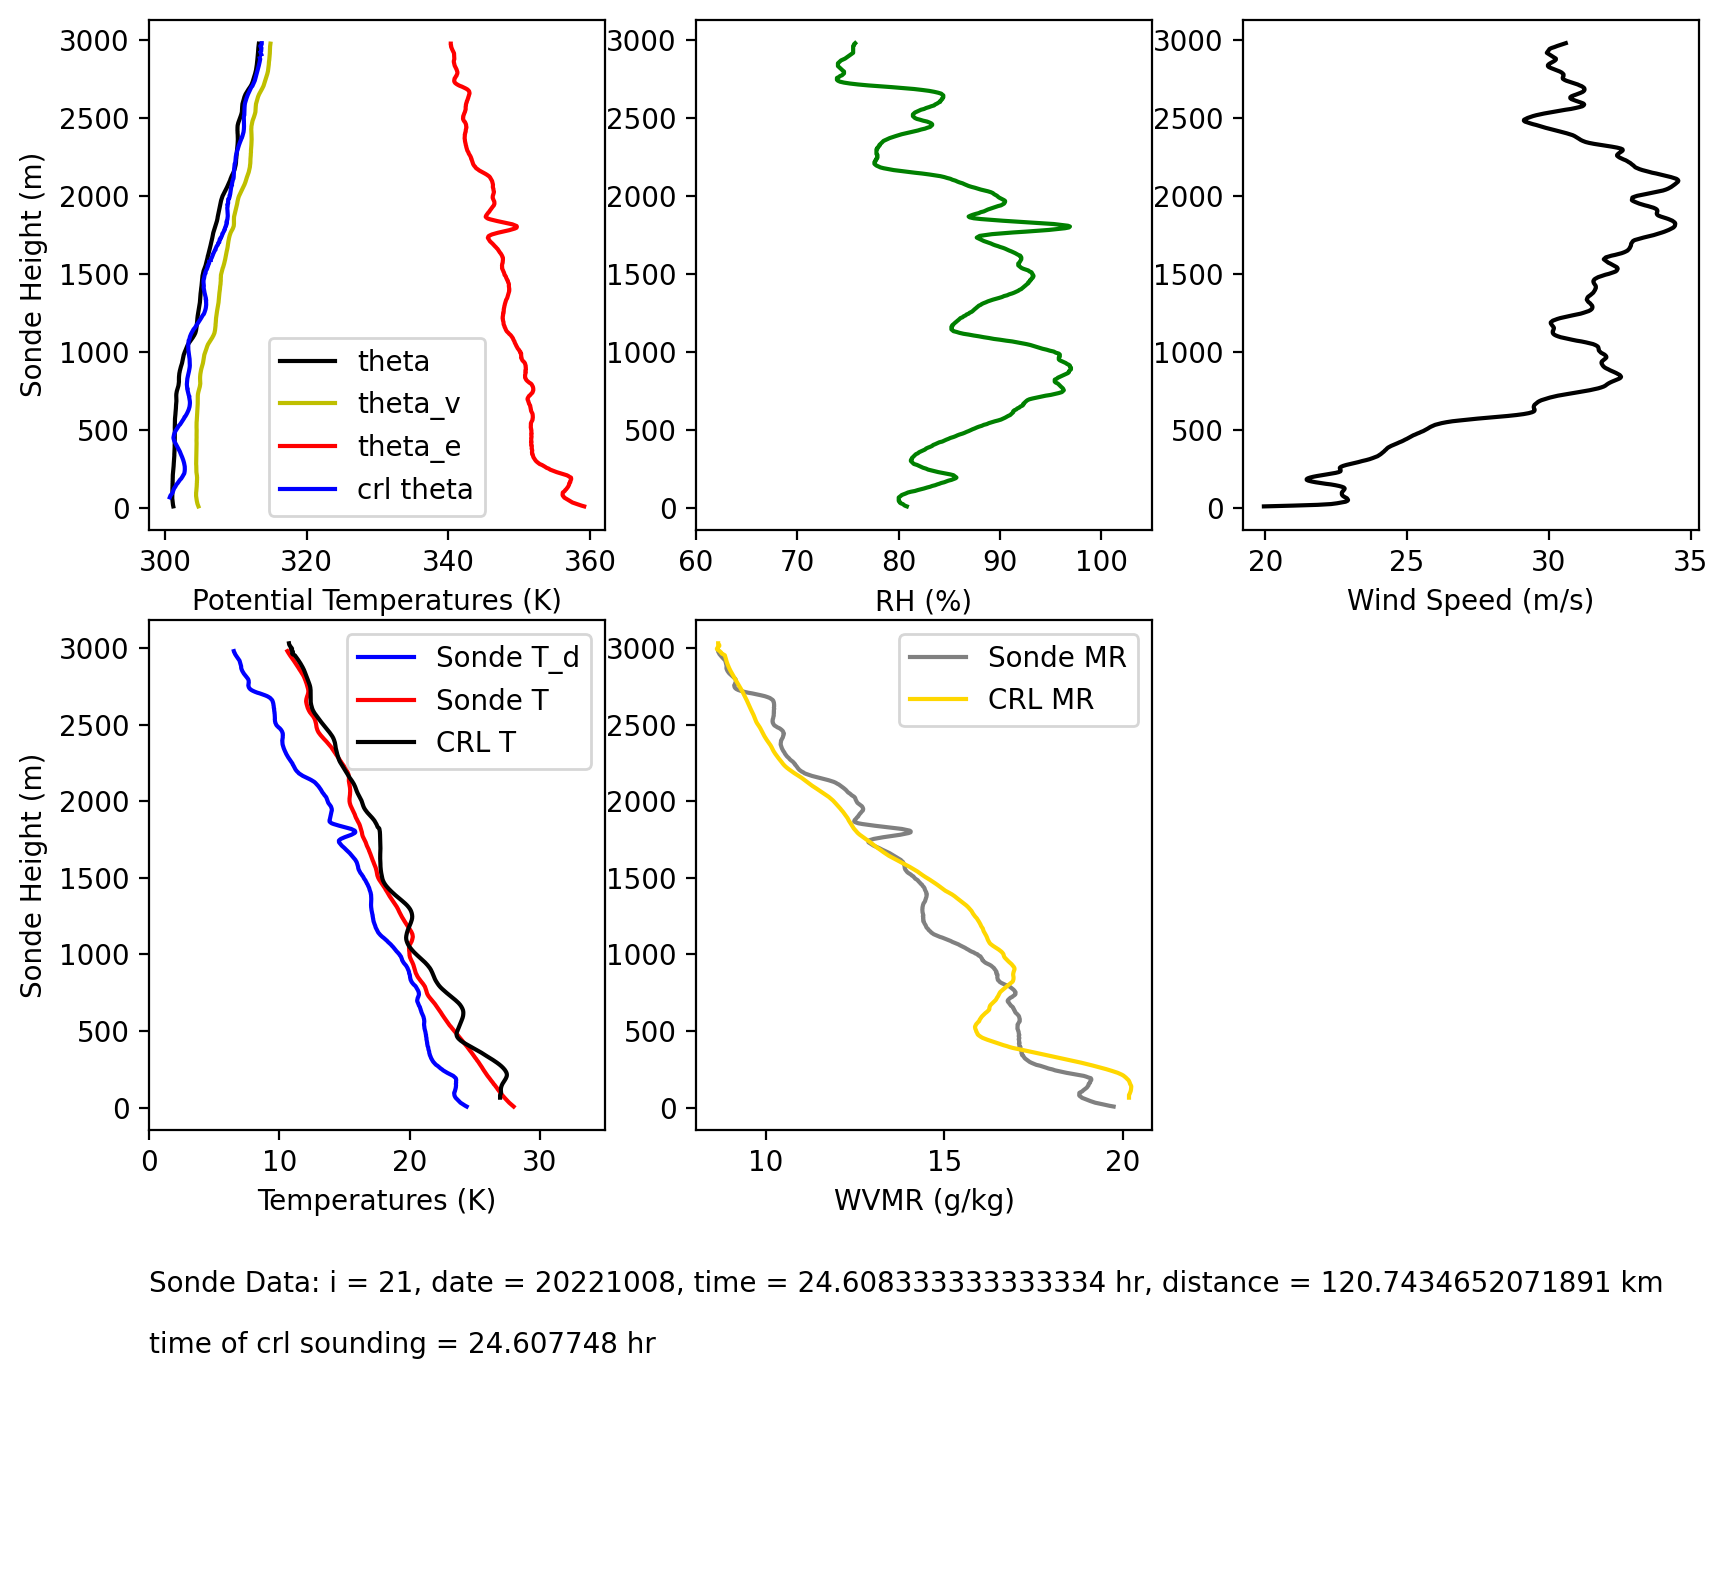 3000
2500
2000
1500
1000
500
0
Sonde Height (m)
theta
theta_v
theta_e
crl theta
300 320 340 360
Potential Temperatures (K)
3000
2500
2000
1500
1000
500
0
60 70 80 90 100
RH (%)
3000
2500
2000
1500
1000
500
0
20 25 30 35
Wind Speed (m/s)
3000
2500
2000
1500
1000
500
0
Sonde Height (m)
Sonde T_d
Sonde T
CRL T
0 10 20 30
Temperatures (K)
3000
2500
2000
1500
1000
500
0
Sonde MR
CRL MR
10 15 20
WVMR (g/kg)
Sonde Data: i = 21, date = 20221008, time = 24.608333333333334 hr, distance = 120.7434652071891 km
time of crl sounding = 24.607748 hr